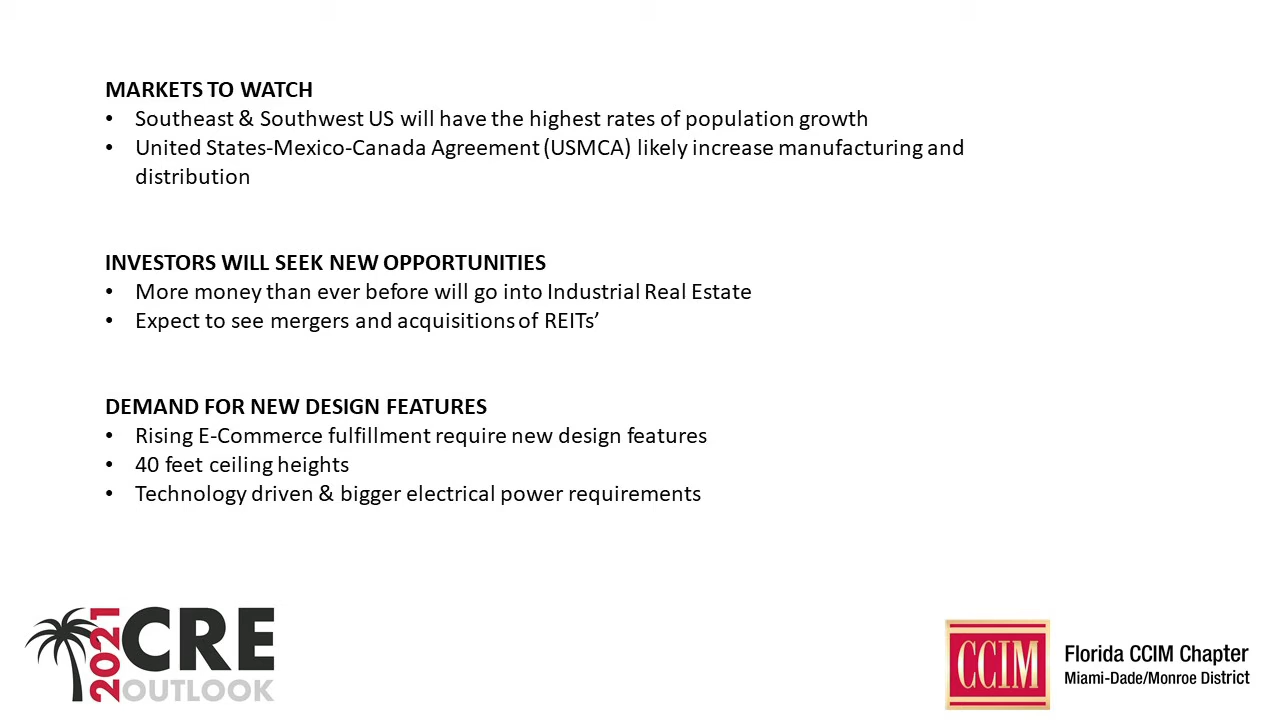 MARKETS TO WATCH
• Southeast & Southwest US will have the highest rates of population growth
• United States-Mexico-Canada Agreement (USMCA) likely increase manufacturing and
distribution
INVESTORS WILL SEEK NEW OPPORTUNITIES
• More money than ever before will go into Industrial Real Estate
• Expect to see mergers and acquisitions of REITs’
DEMAND FOR NEW DESIGN FEATURES
• Rising E-Commerce fulfillment require new design features
• 40 feet ceiling heights
• Technology driven & bigger electrical power requirements
2021
CRE
OUTLOOK
CCIM
Florida CCIM Chapter
Miami-Dade/Monroe District